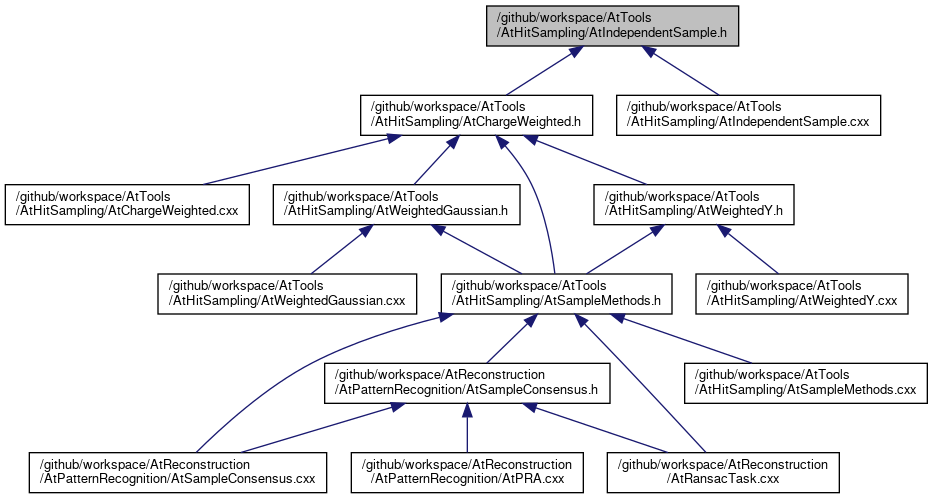 /github/workspace/AtTools
/AtHitSampling/AtIndependentSample.h
/github/workspace/AtTools
/AtHitSampling/AtChargeWeighted.h
/github/workspace/AtTools
/AtHitSampling/AtIndependentSample.cxx
/github/workspace/AtTools
/AtHitSampling/AtChargeWeighted.cxx
/github/workspace/AtTools
/AtHitSampling/AtWeightedGaussian.h
/github/workspace/AtTools
/AtHitSampling/AtWeightedY.h
/github/workspace/AtTools
/AtHitSampling/AtWeightedGaussian.cxx
/github/workspace/AtTools
/AtHitSampling/AtSampleMethods.h
/github/workspace/AtTools
/AtHitSampling/AtWeightedY.cxx
/github/workspace/AtReconstruction
/AtPatternRecognition/AtSampleConsensus.h
/github/workspace/AtTools
/AtHitSampling/AtSampleMethods.cxx
/github/workspace/AtReconstruction
/AtPatternRecognition/AtSampleConsensus.cxx
/github/workspace/AtReconstruction
/AtPatternRecognition/AtPRA.cxx
/github/workspace/AtReconstruction
/AtRansacTask.cxx